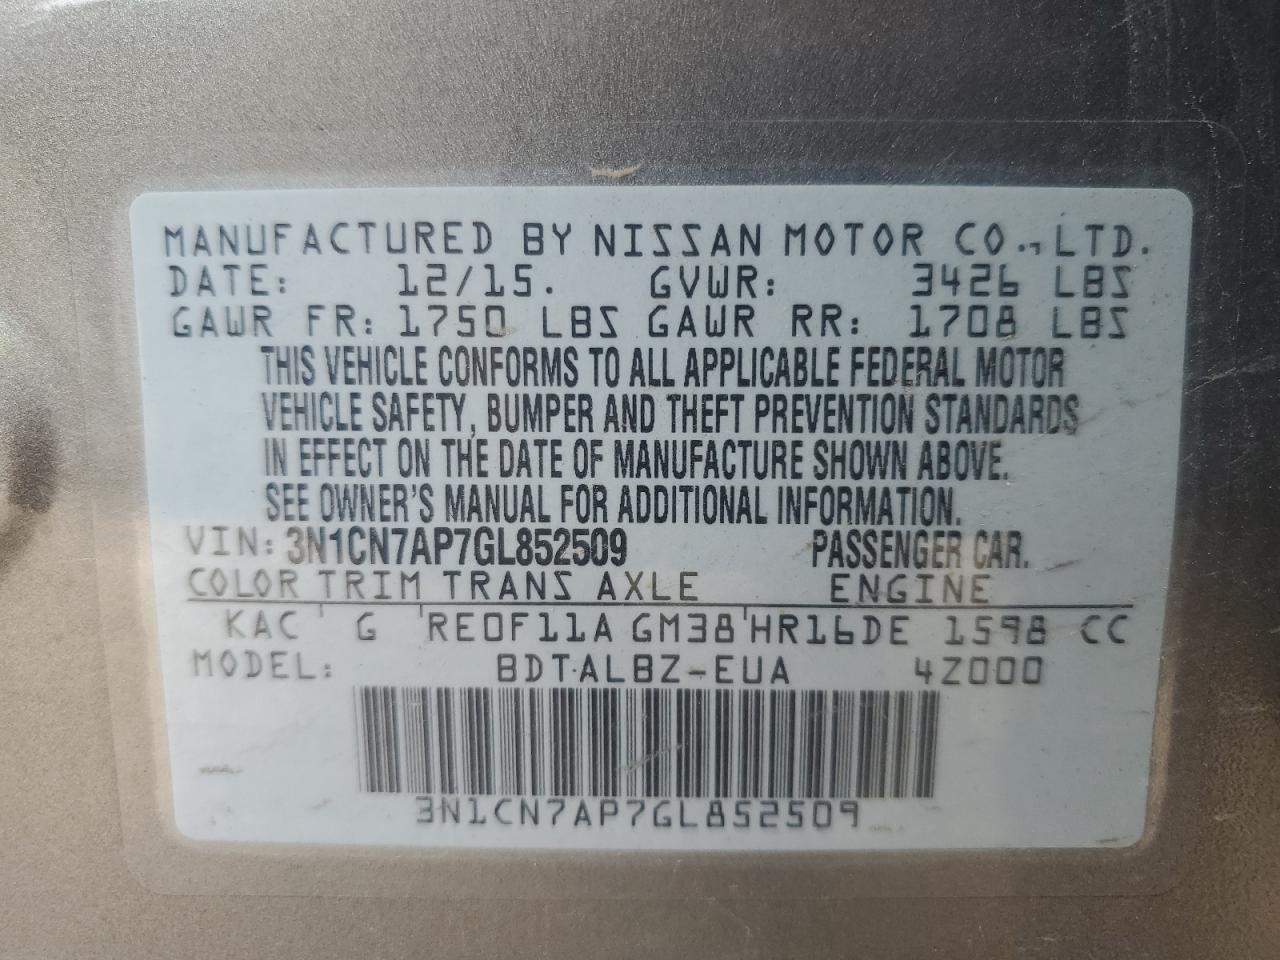 MANUFACTURED BY NISSAN MOTOR CO., LTD.
DATE: 12/15. GVWR: 3426 LBS
GAWR FR: 1750 LBS GAWR RR: 1708 LBS
THIS VEHICLE CONFORMS TO ALL APPLICABLE FEDERAL MOTOR
VEHICLE SAFETY, BUMPER AND THEFT PREVENTION STANDARDS
IN EFFECT ON THE DATE OF MANUFACTURE SHOWN ABOVE.
SEE OWNER'S MANUAL FOR ADDITIONAL INFORMATION.
VIN: 3N1CN7AP7GL852509 PASSENGER CAR.
COLOR TRIM TRANS AXLE ENGINE
KAC G RE0F11A GM38 HR16DE 1598 CC
MODEL: BDTALBZ-EUA 4Z000
3N1CN7AP7GL852509